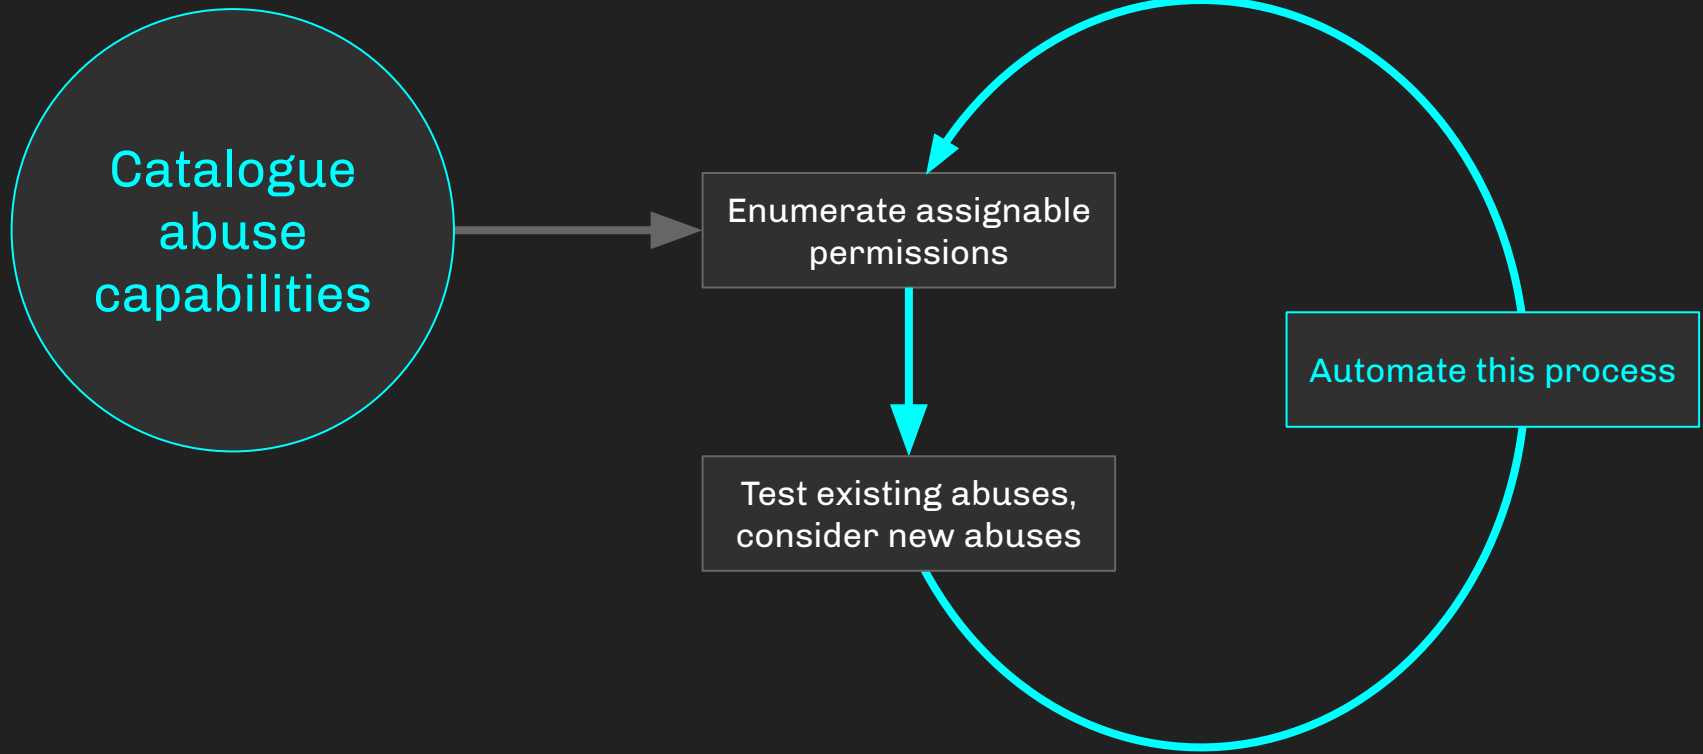 Catalogue
abuse
capabilities
Enumerate assignable
permissions
Test existing abuses,
consider new abuses
Automate this process